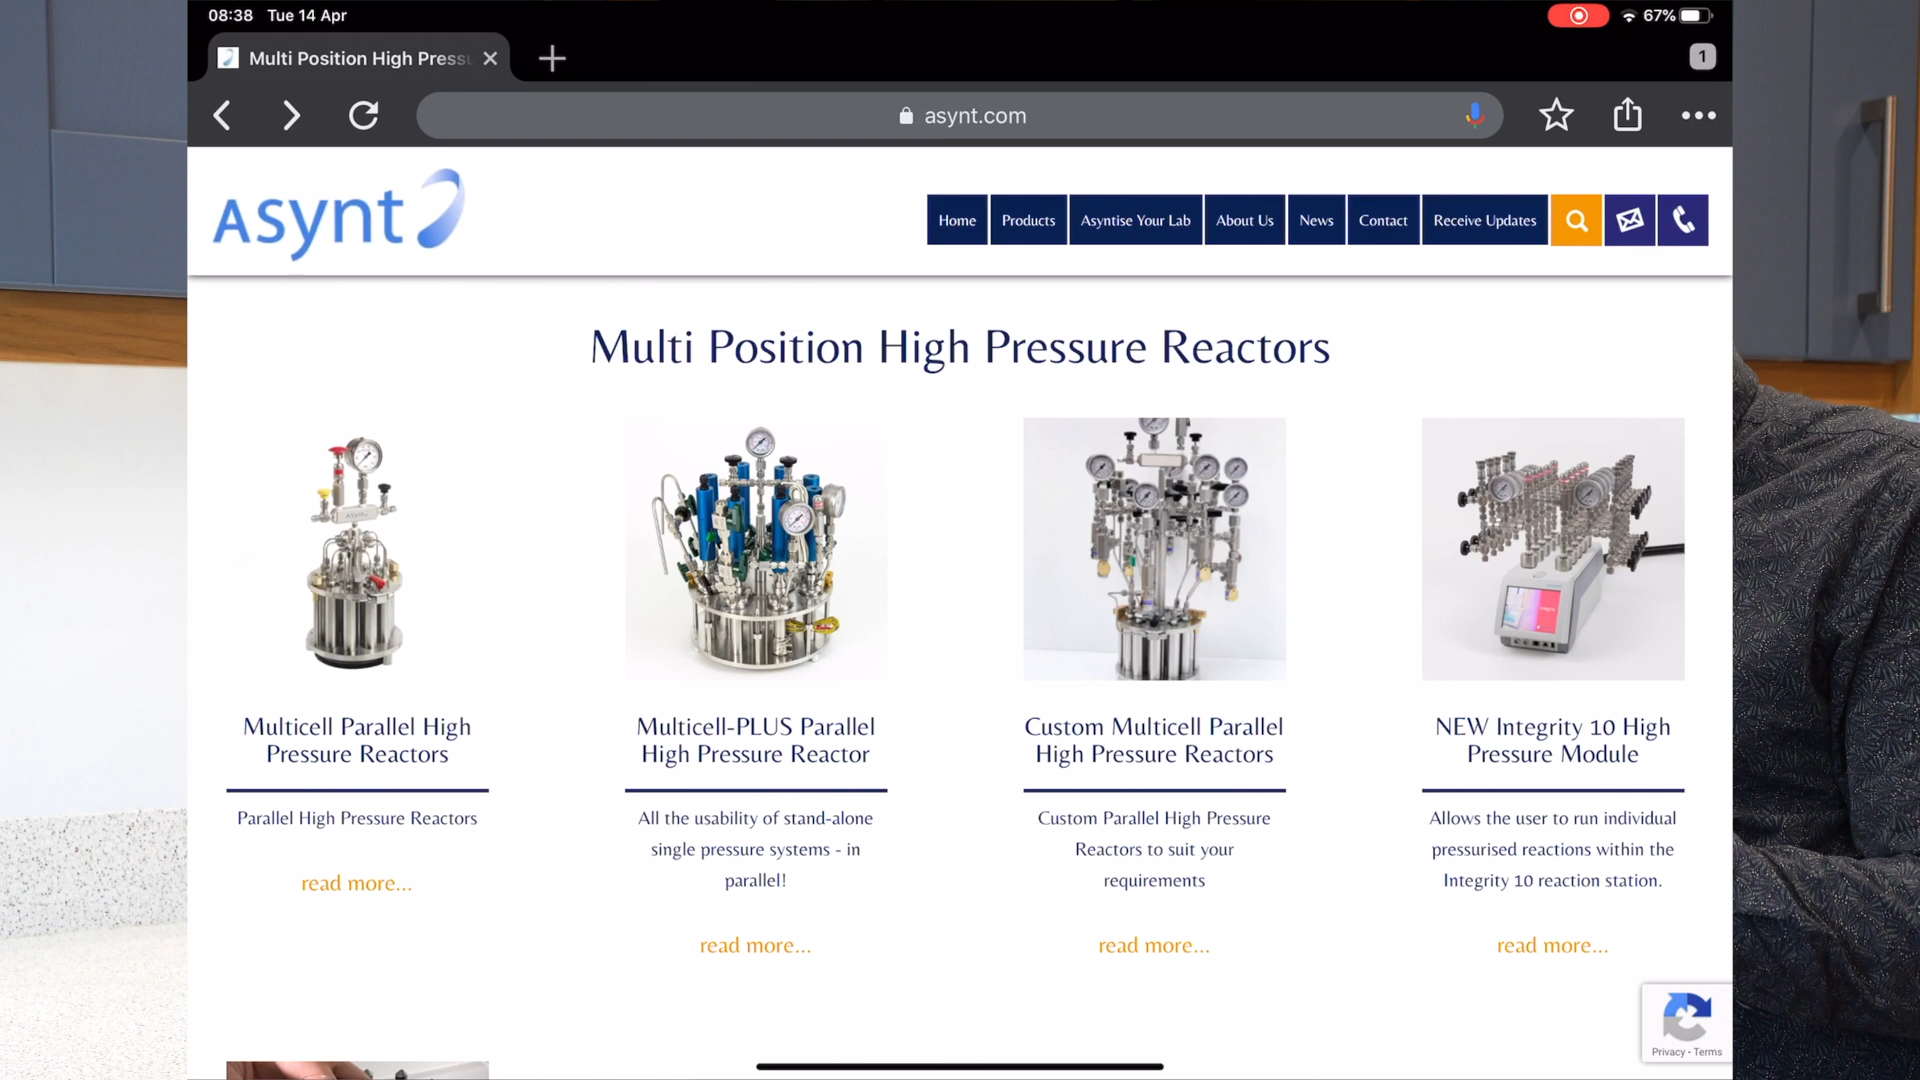 08:38 Tue 14 Apr
67%
Multi Position High Press
1
asynt.com
Asynt
Home
Products
Asyntise Your Lab
About Us
News
Contact
Receive Updates
Multi Position High Pressure Reactors
Multicell Parallel High
Pressure Reactors
Parallel High Pressure Reactors
read more...
Multicell-PLUS Parallel
High Pressure Reactor
All the usability of stand-alone
single pressure systems - in
parallel!
read more...
Custom Multicell Parallel
High Pressure Reactors
Custom Parallel High Pressure
Reactors to suit your
requirements
read more...
NEW Integrity 10 High
Pressure Module
Allows the user to run individual
pressurised reactions within the
Integrity 10 reaction station.
read more...
Privacy - Terms